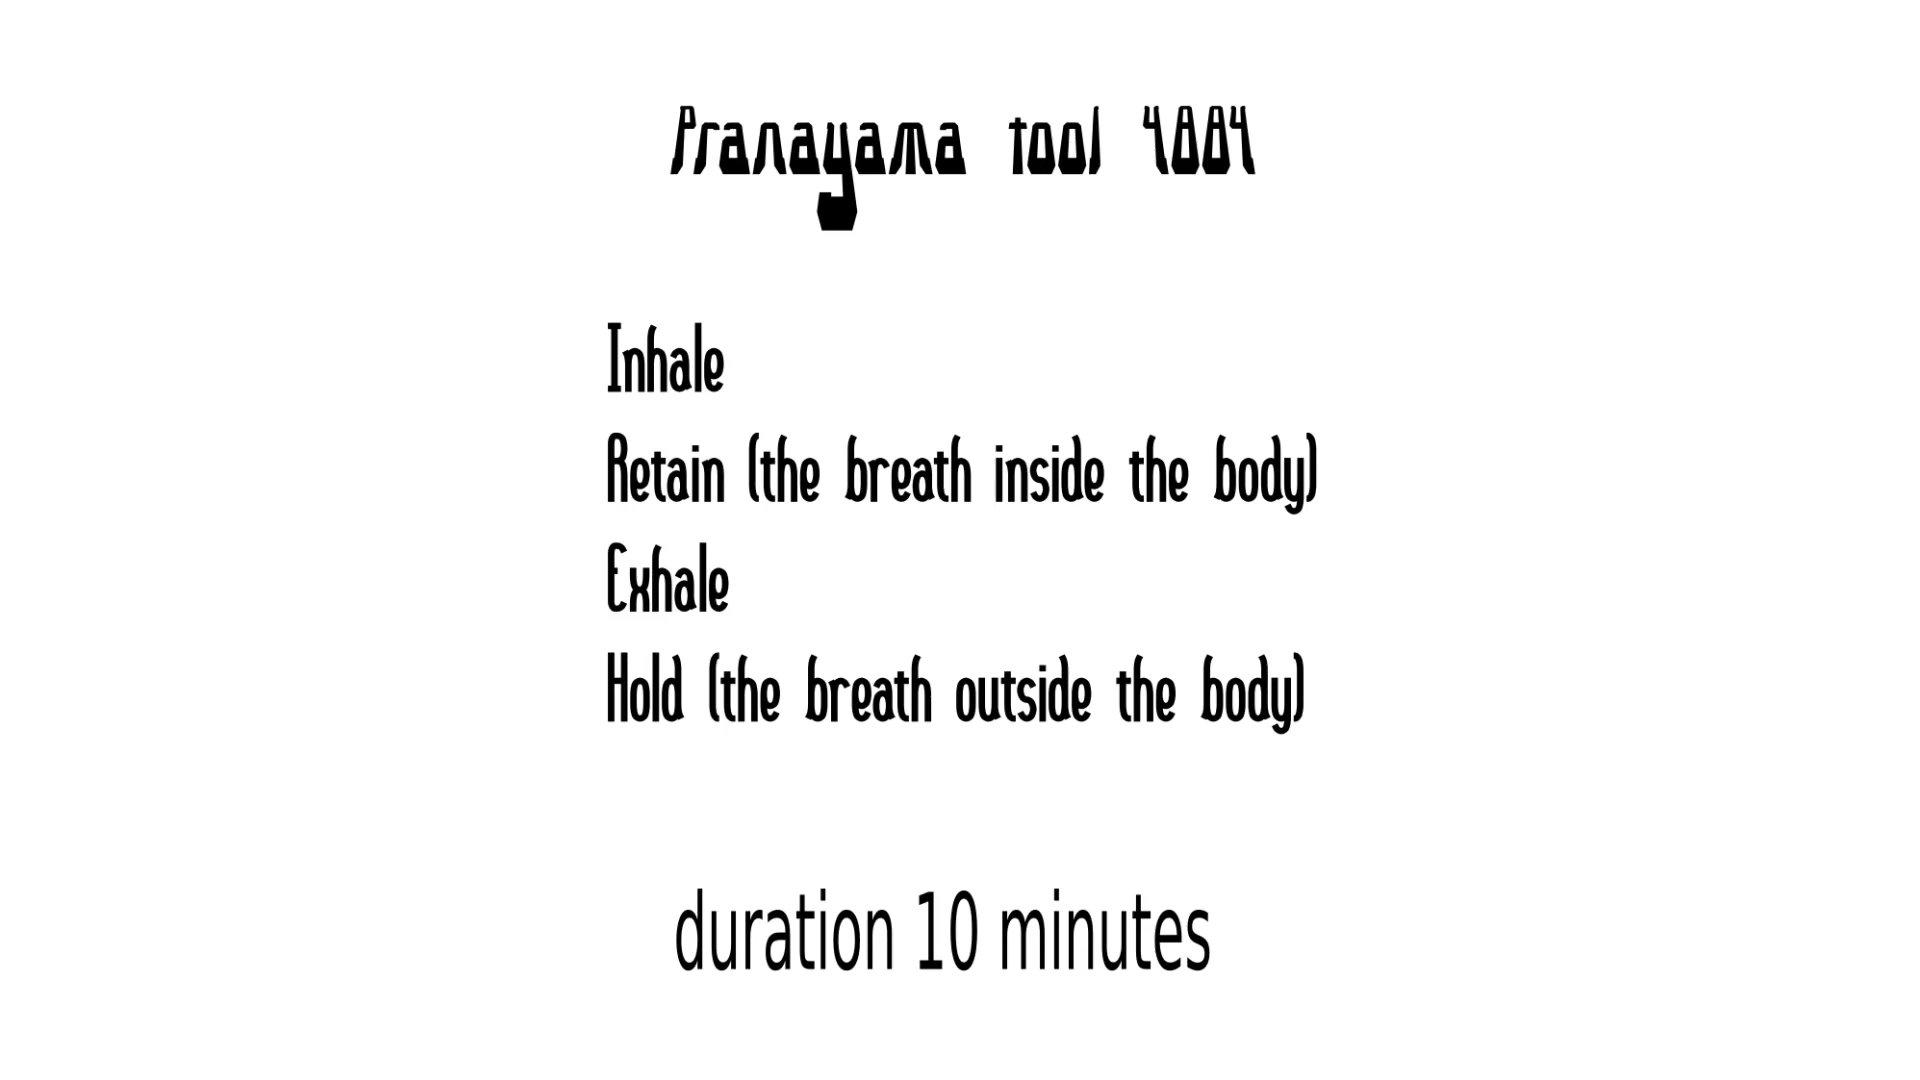 Pranayama tool 4884
Inhale
Retain (the breath inside the body)
Exhale
Hold (the breath outside the body)
duration 10 minutes